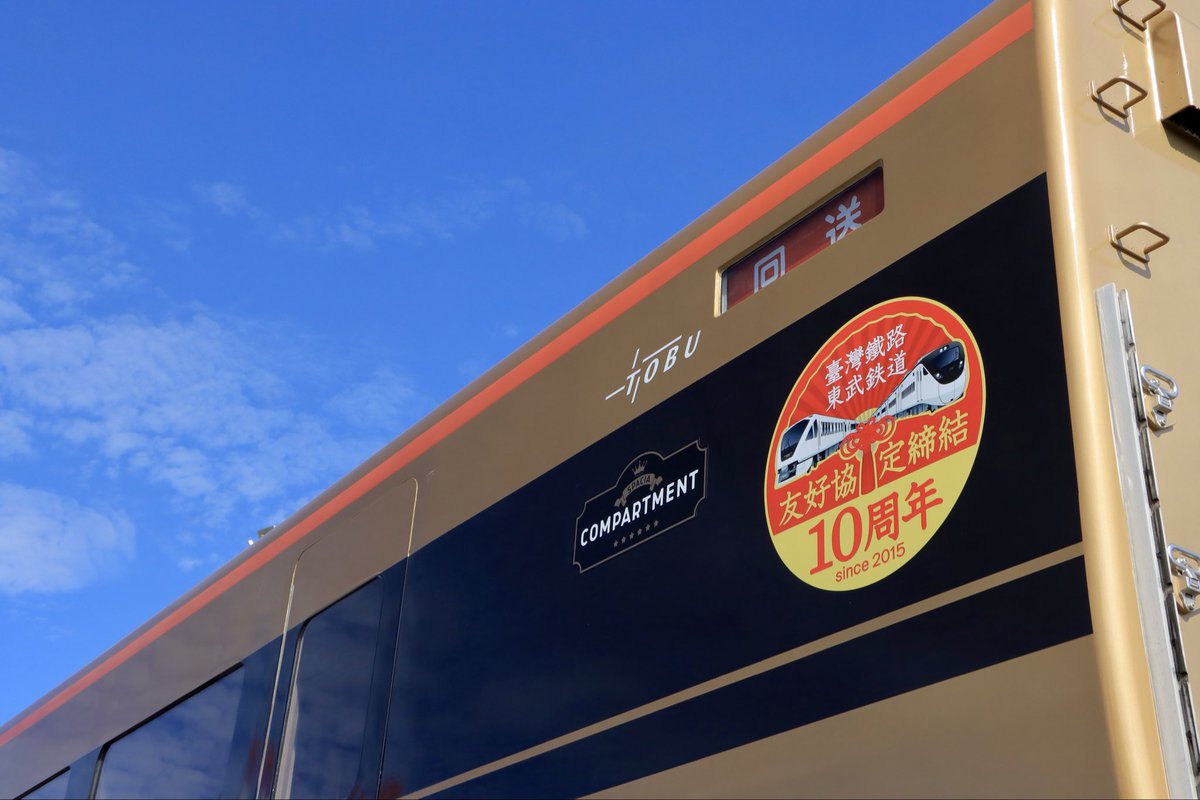 回送
TOBU
SPACIA
COMPARTMENT
臺灣鐵路
東武鉄道
友好協定締結
10周年
since 2015